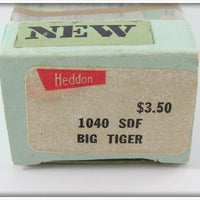 NEW
Heddon
$3.50
1040 SDF
BIG TIGER